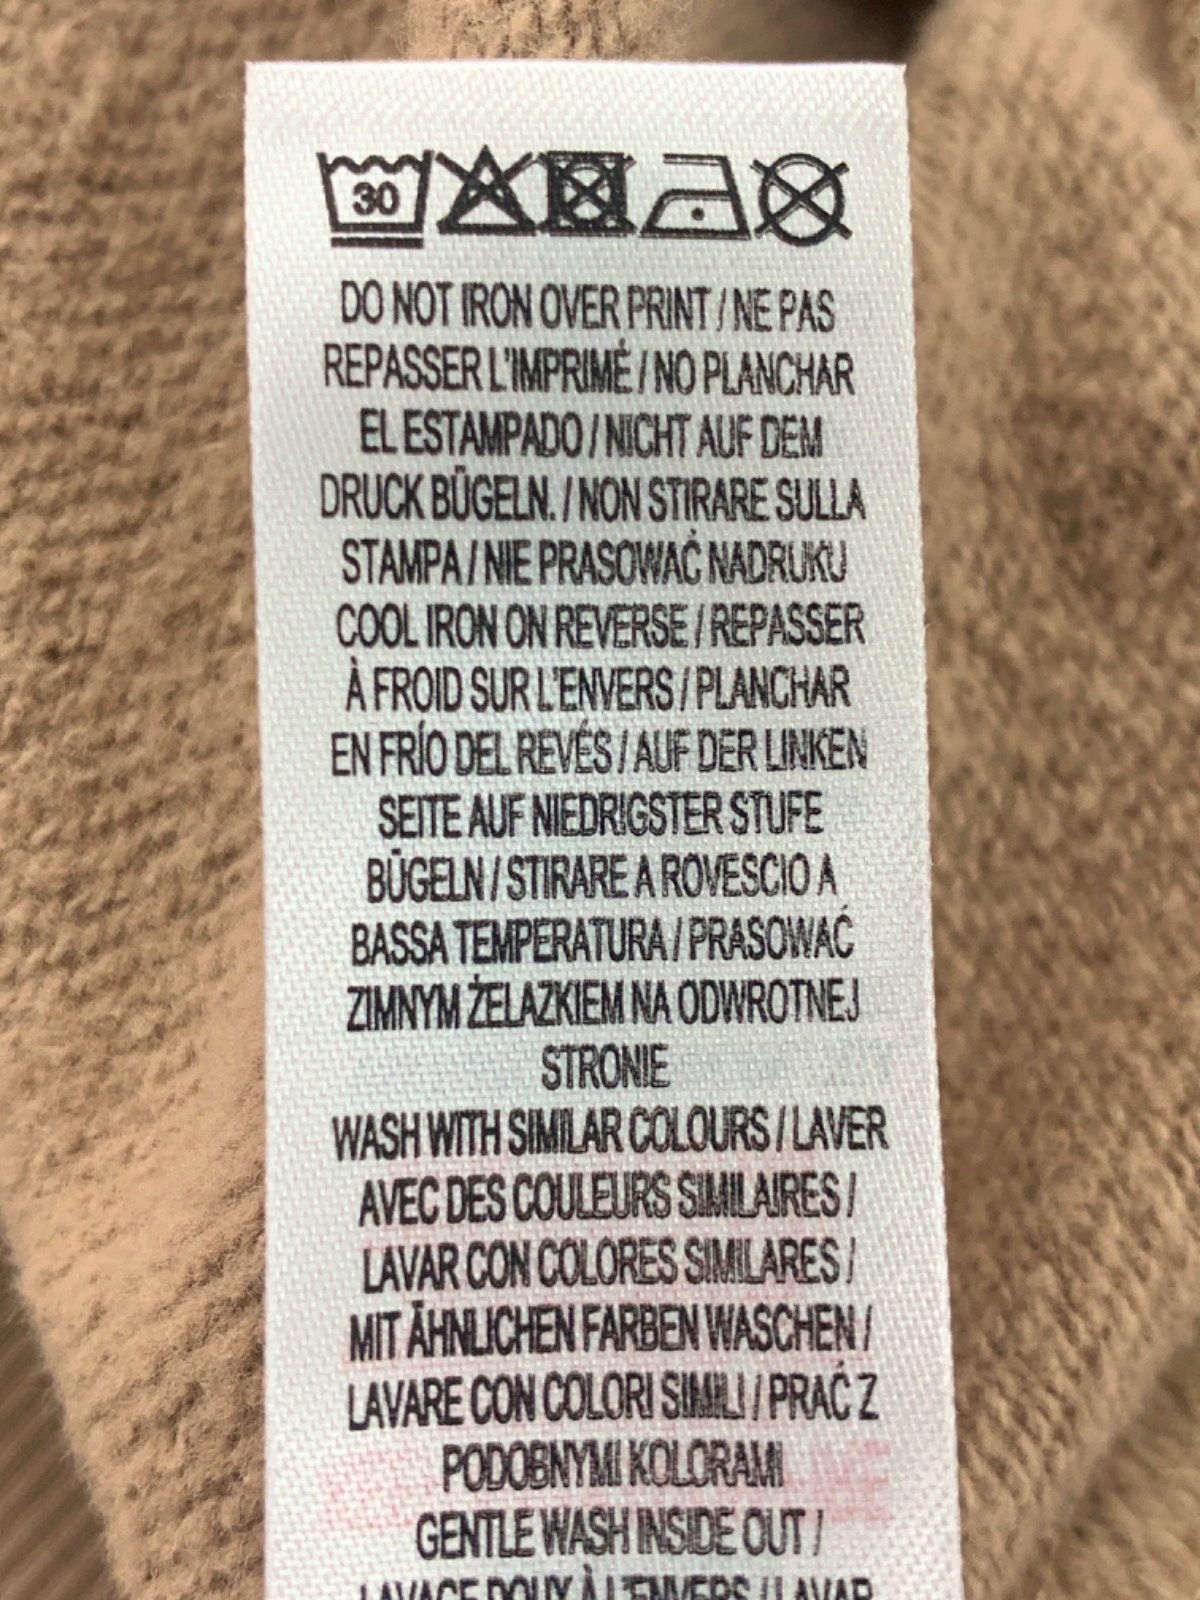 30
DO NOT IRON OVER PRINT / NE PAS
REPASSER L'IMPRIMÉ / NO PLANCHAR
EL ESTAMPADO / NICHT AUF DEM
DRUCK BÜGELN. / NON STIRARE SULLA
STAMPA / NIE PRASOWAĆ NADRUKU
COOL IRON ON REVERSE / REPASSER
À FROID SUR L'ENVERS / PLANCHAR
EN FRÍO DEL REVÉS / AUF DER LINKEN
SEITE AUF NIEDRIGSTER STUFE
BÜGELN / STIRARE A ROVESCIO A
BASSA TEMPERATURA / PRASOWAĆ
ZIMNYM ŻELAZKIEM NA ODWROTNEJ
STRONIE
WASH WITH SIMILAR COLOURS / LAVER
AVEC DES COULEURS SIMILAIRES /
LAVAR CON COLORES SIMILARES /
MIT ÄHNLICHEN FARBEN WASCHEN /
LAVARE CON COLORI SIMILI / PRAĆ Z
PODOBNYMI KOLORAMI
GENTLE WASH INSIDE OUT /
LAVAGE DOUX À L'ENVERS / LAVAR